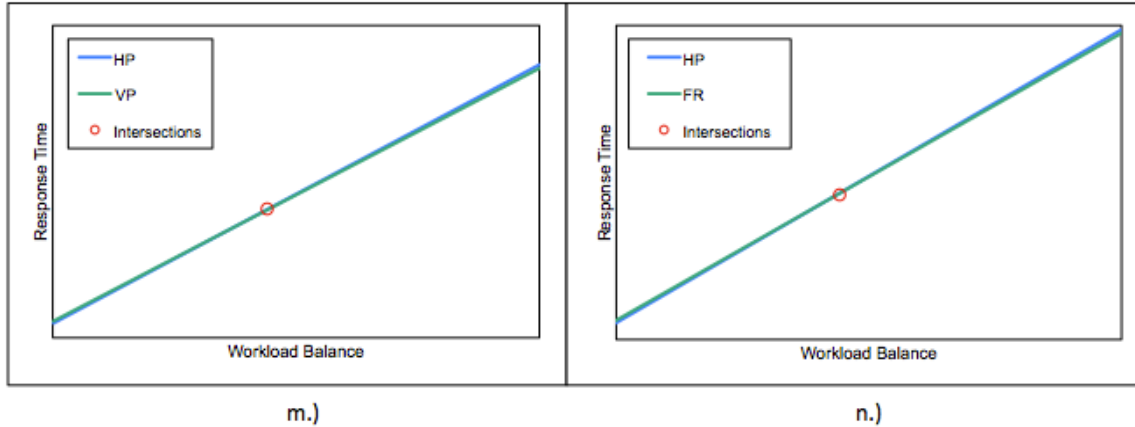 HP
VP
Intersections
Response Time
Workload Balance
m.)
HP
FR
Intersections
Response Time
Workload Balance
n.)